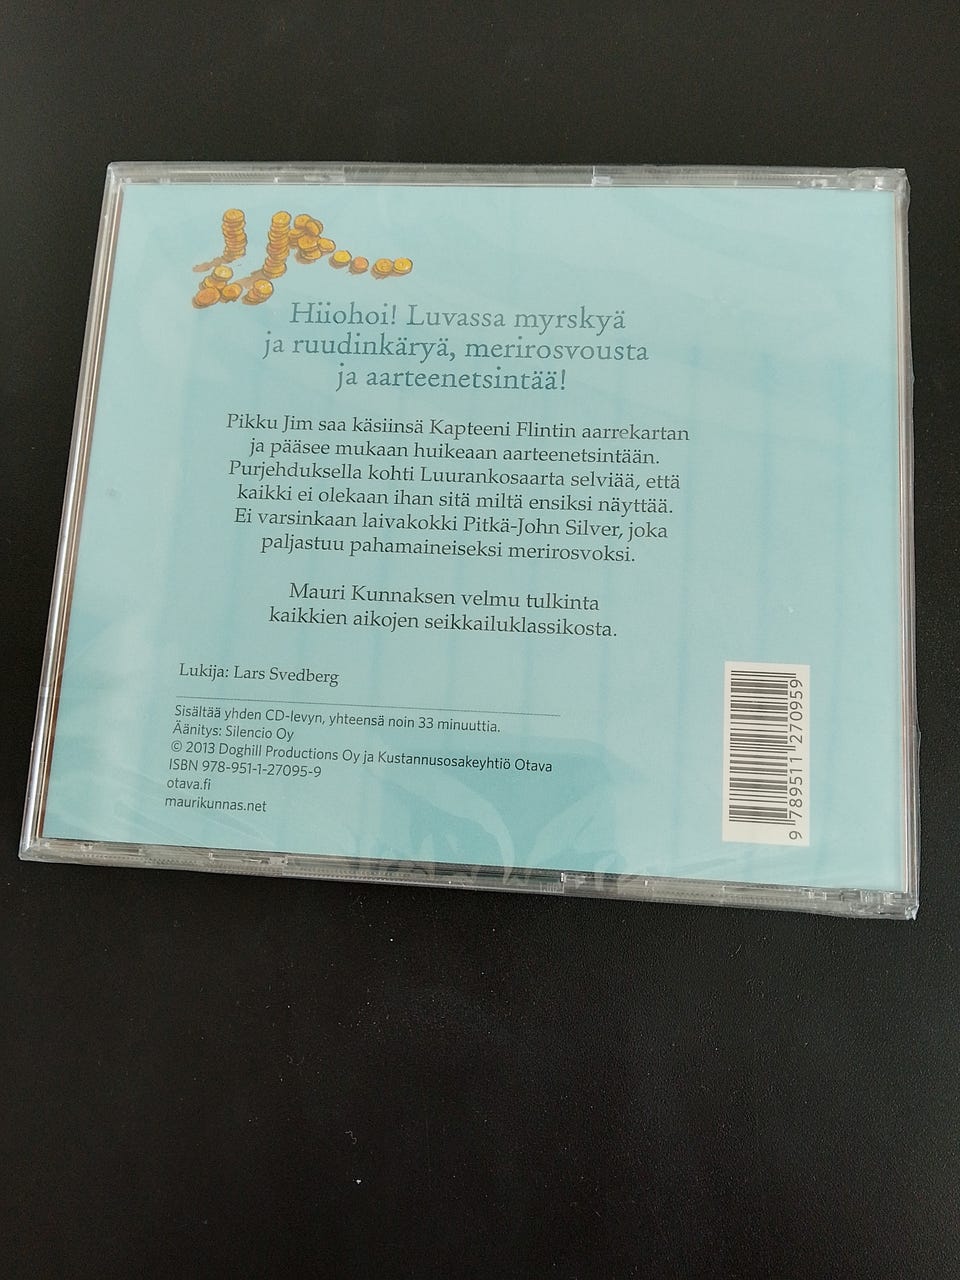 Hiiohoi! Luvassa myrskyä
ja ruudinkäryä, merirosvousta
ja aarteenetsintää!
Pikku Jim saa käsiinsä Kapteeni Flintin aarrekartan
ja pääsee mukaan huikeaan aarteenetsintään.
Purjehduksella kohti Luurankosaarta selviää, että
kaikki ei olekaan ihan sitä miltä ensiksi näyttää.
Ei varsinkaan laivakokki Pitkä-John Silver, joka
paljastuu pahamaineiseksi merirosvoksi.
Mauri Kunnaksen velmu tulkinta
kaikkien aikojen seikkailuklassikosta.
Lukija: Lars Svedberg
Sisältää yhden CD-levyn, yhteensä noin 33 minuuttia.
Äänitys: Silencio Oy
© 2013 Doghill Productions Oy ja Kustannusosakeyhtiö Otava
ISBN 978-951-1-27095-9
otava.fi
maurikunnas.net
9 789511 270959